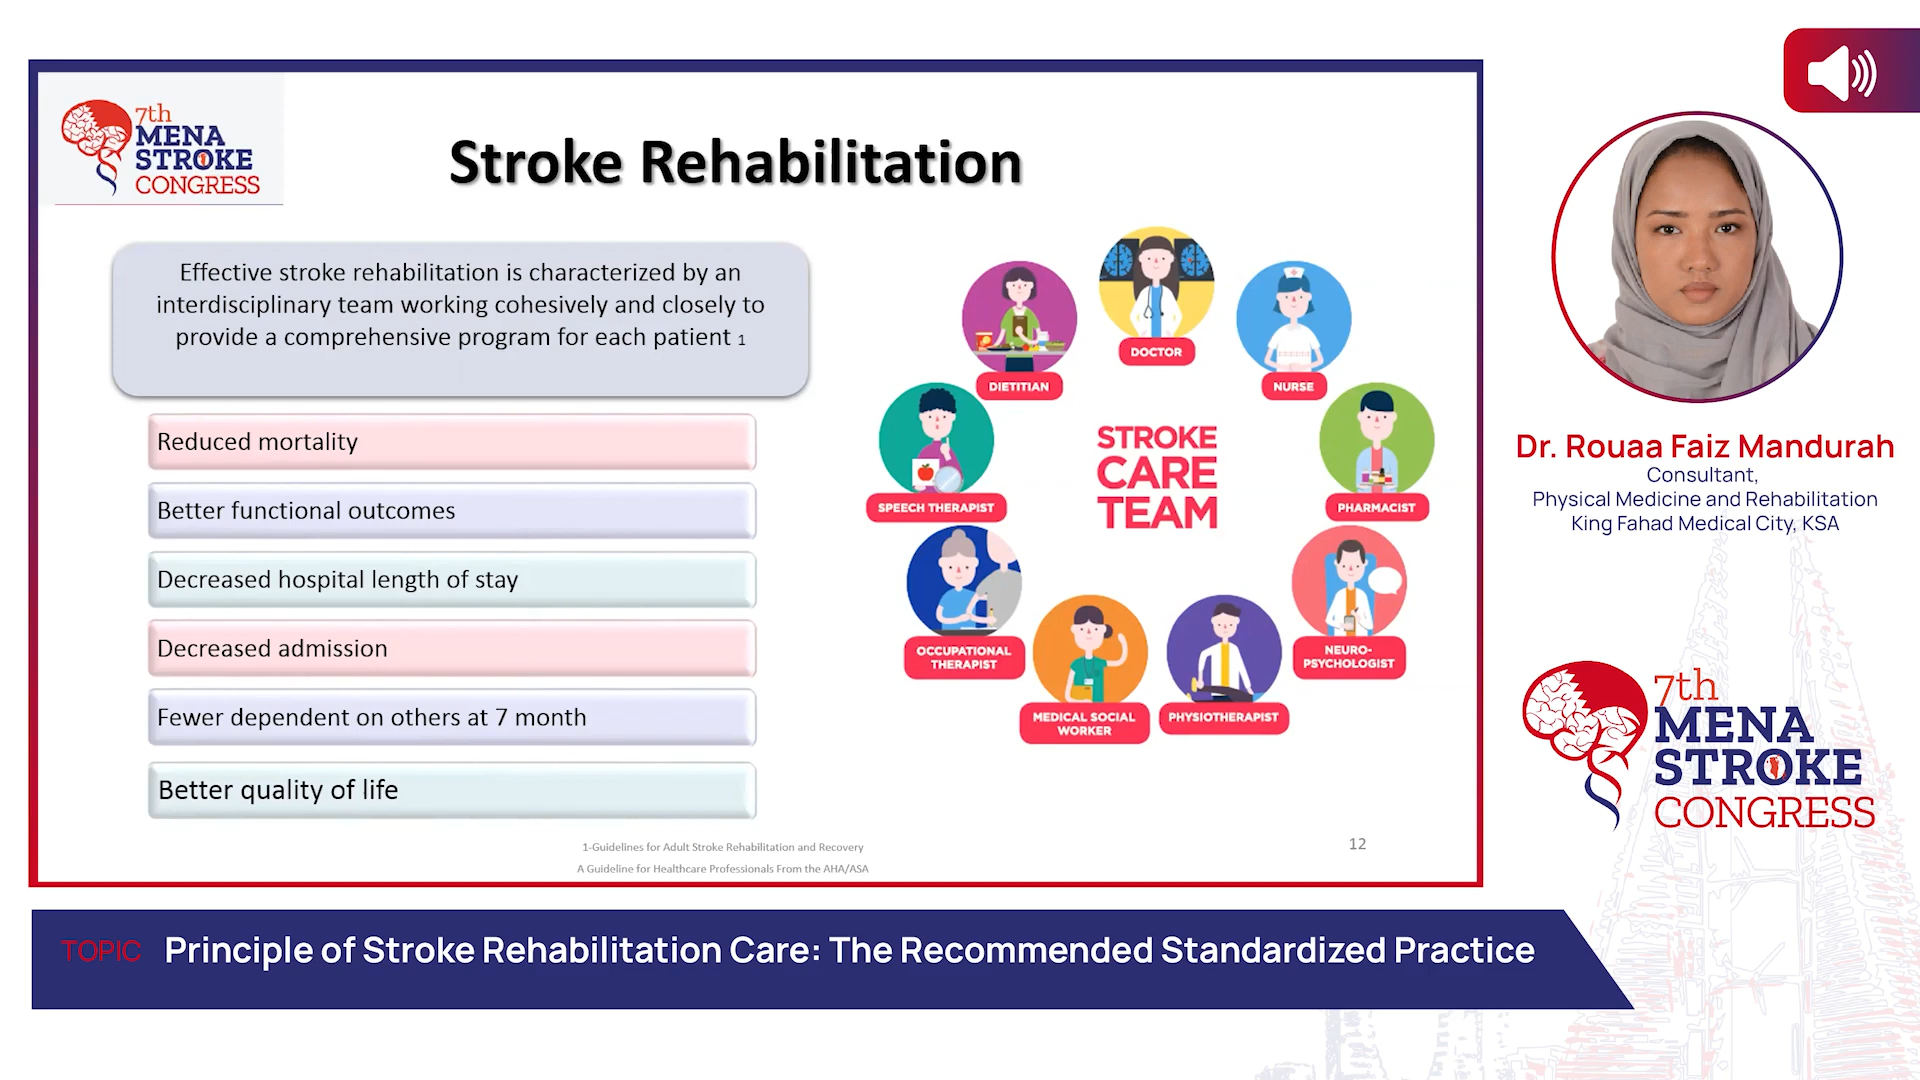 7th
MENA
STROKE
CONGRESS
Stroke Rehabilitation
Effective stroke rehabilitation is characterized by an
interdisciplinary team working cohesively and closely to
provide a comprehensive program for each patient 1
Reduced mortality
Better functional outcomes
Decreased hospital length of stay
Decreased admission
Fewer dependent on others at 7 month
Better quality of life
DOCTOR
DIETITIAN
NURSE
STROKE
CARE
TEAM
SPEECH THERAPIST
PHARMACIST
OCCUPATIONAL
THERAPIST
NEURO-
PSYCHOLOGIST
MEDICAL SOCIAL
WORKER
PHYSIOTHERAPIST
1-Guidelines for Adult Stroke Rehabilitation and Recovery
A Guideline for Healthcare Professionals From the AHA/ASA
12
Dr. Rouaa Faiz Mandurah
Consultant,
Physical Medicine and Rehabilitation
King Fahad Medical City, KSA
7th
MENA
STROKE
CONGRESS
TOPIC Principle of Stroke Rehabilitation Care: The Recommended Standardized Practice